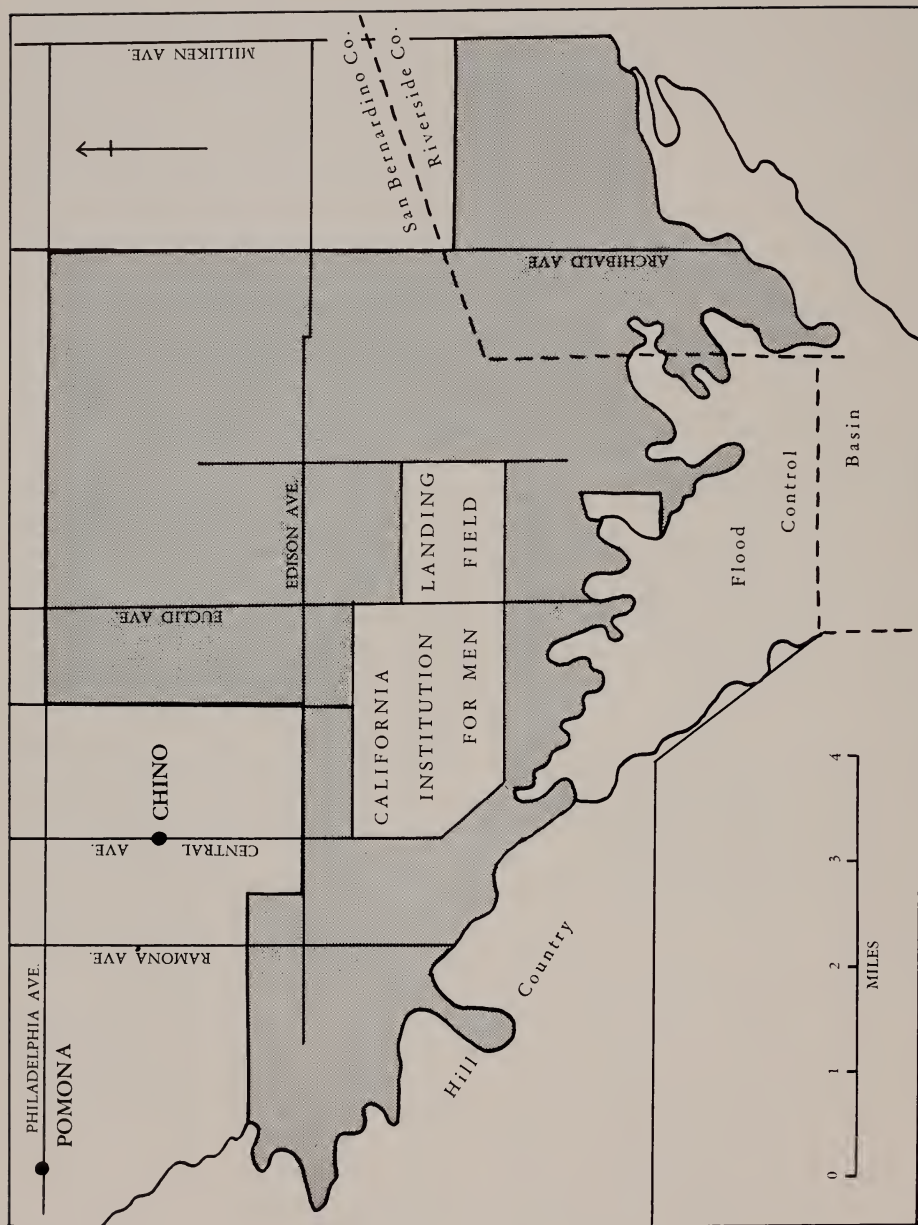 PHILADELPHIA AVE.
POMONA
MILLIKEN AVE.
San Bernardino Co.
Riverside Co.
ARCHIBALD AVE.
EUCLID AVE.
EDISON AVE.
CHINO
CENTRAL AVE.
RAMONA AVE.
LANDING
FIELD
CALIFORNIA
INSTITUTION
FOR MEN
Flood
Control
Basin
Hill
Country
0 1 2 3 4
MILES